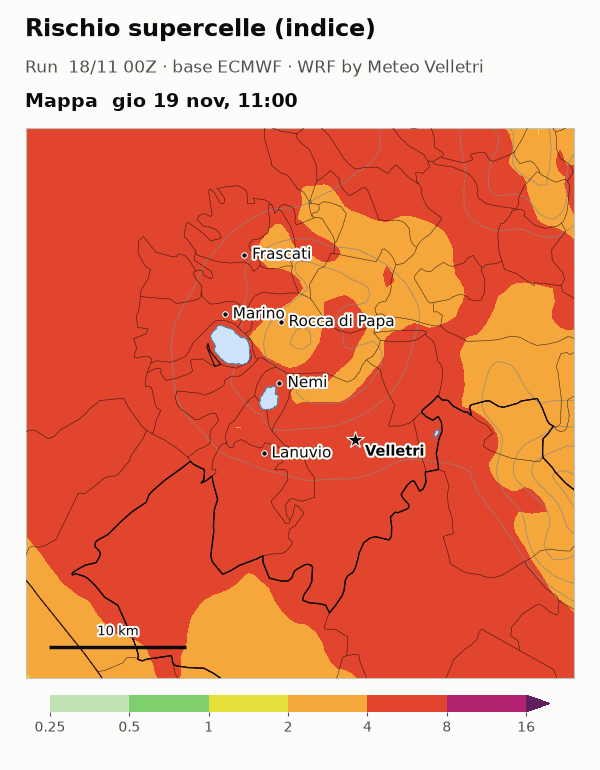 Rischio supercelle (indice)
Run  18/11 00Z · base ECMWF · WRF by Meteo Velletri
Mappa  gio 19 nov, 11:00
Frascati
Marino
Rocca di Papa
Nemi
Velletri
Lanuvio
10 km
0.25 0.5 1 2 4 8 16